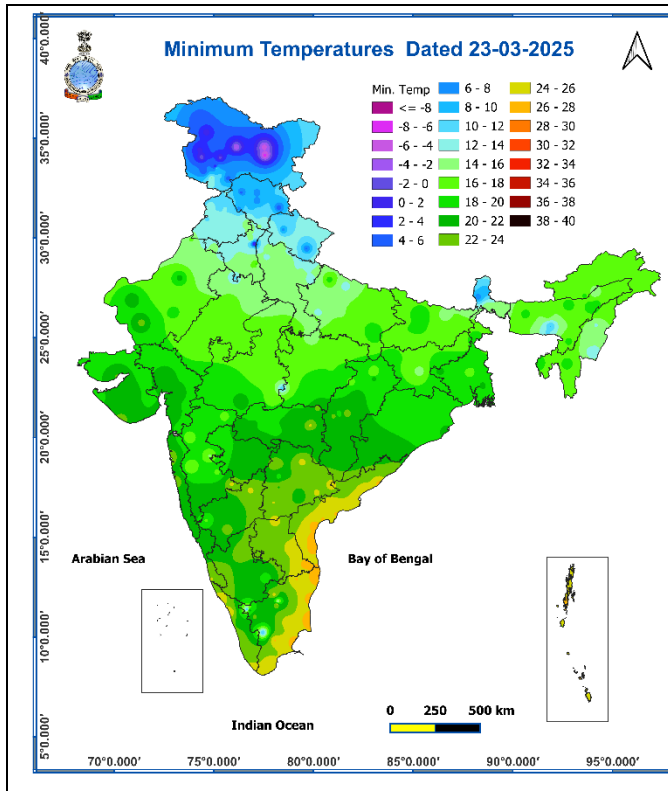 Minimum Temperatures Dated 23-03-2025
Min. Temp
<= -8
-8 - -6
-6 - -4
-4 - -2
-2 - 0
0 - 2
2 - 4
4 - 6
6 - 8
8 - 10
10 - 12
12 - 14
14 - 16
16 - 18
18 - 20
20 - 22
22 - 24
24 - 26
26 - 28
28 - 30
30 - 32
32 - 34
34 - 36
36 - 38
38 - 40
40°0.000'
35°0.000'
30°0.000'
25°0.000'
20°0.000'
15°0.000'
10°0.000'
5°0.000'
Arabian Sea
Bay of Bengal
Indian Ocean
0 250 500 km
70°0.000' 75°0.000' 80°0.000' 85°0.000' 90°0.000' 95°0.000'